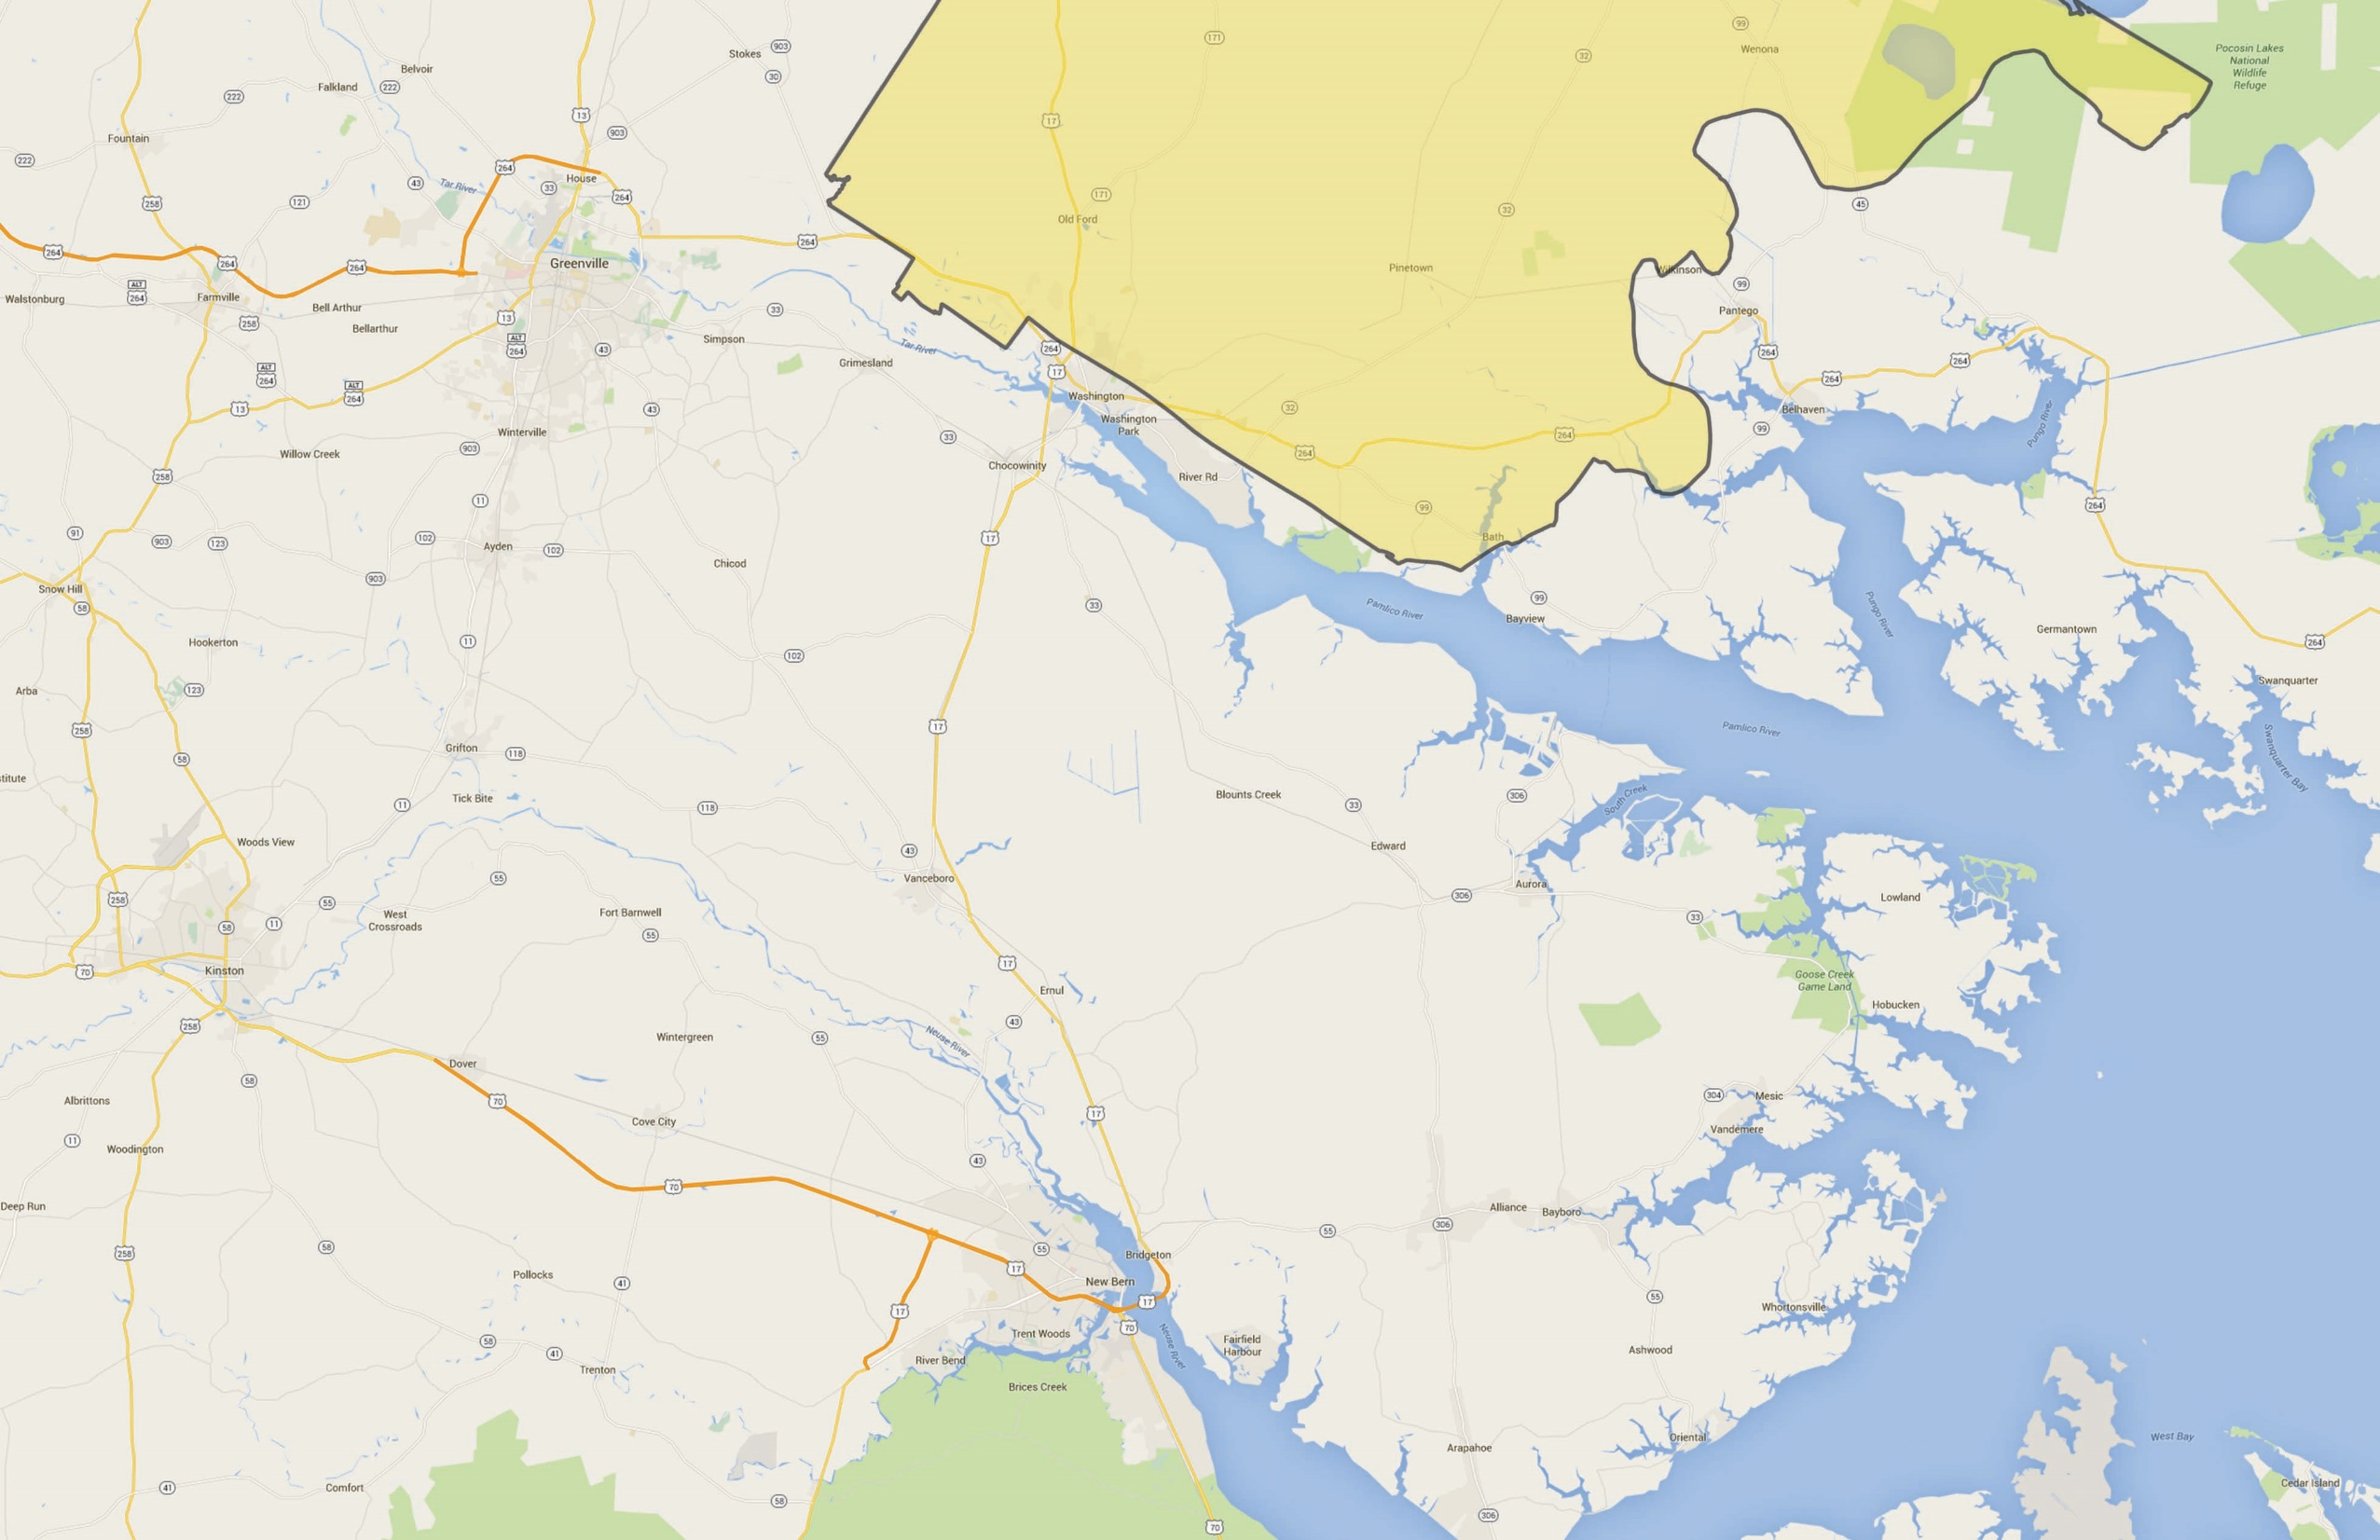 Stokes
903
30
Belvoir
Falkland
222
222
Fountain
222
13
903
171
17
32
99
Wenona
Pocosin Lakes
National
Wildlife
Refuge
264
House
33
43
Tar River
121
258
264
264
264
264
ALT
264
Walstonburg
Farmville
258
Bell Arthur
Bellarthur
Greenville
264
13
ALT
264
43
Simpson
33
Grimesland
Tar River
171
Old Ford
32
Pinetown
45
Wilkinson
99
Pantego
264
264
264
Belhaven
99
Pungo River
264
17
Washington
Washington
Park
32
264
264
ALT
264
ALT
264
13
43
Winterville
903
Willow Creek
258
33
Chocowinity
River Rd
11
99
Bath
264
91
903
123
102
Ayden
102
17
Chicod
903
Snow Hill
58
33
Pamlico River
99
Bayview
Pungo River
Germantown
264
Hookerton
11
102
Arba
123
Swanquarter
258
17
Pamlico River
Swanquarter Bay
58
Grifton
118
titute
Tick Bite
11
118
Blounts Creek
33
306
South Creek
Woods View
43
Edward
Vanceboro
55
258
55
West
Crossroads
Fort Barnwell
55
306
Aurora
33
Lowland
58
11
70
Kinston
17
Ernul
Goose Creek
Game Land
Hobucken
258
43
Wintergreen
55
Neuse River
Dover
58
70
Albrittons
11
Cove City
17
304
Mesic
Vandemere
Woodington
43
70
Deep Run
258
58
55
Alliance
Bayboro
306
55
Bridgeton
Pollocks
41
17
New Bern
17
17
70
55
Whortonsville
Neuse River
58
41
Trenton
River Bend
Trent Woods
Fairfield
Harbour
Ashwood
Brices Creek
Oriental
Arapahoe
West Bay
41
Comfort
58
306
70
Cedar Island